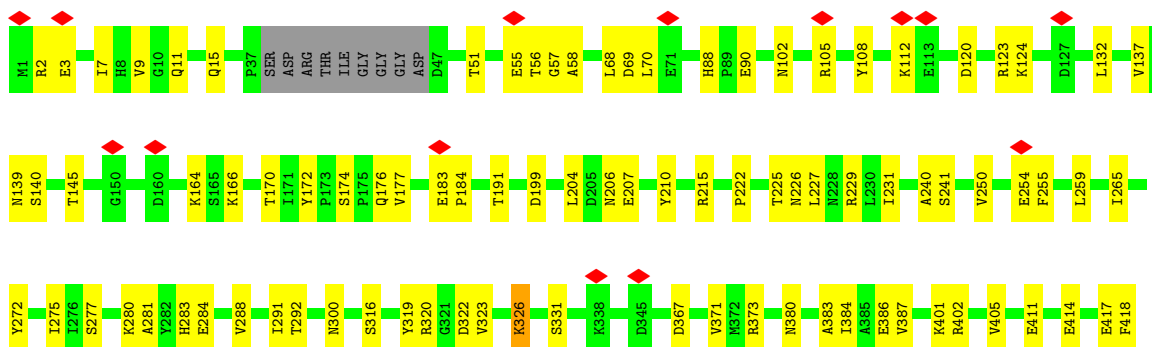 M1 R2 E3 I7 H8 V9 G10 Q11 Q15 P37 SER ASP ARG THR ILE GLY GLY GLY ASP D47 T51 E55 T56 G57 A58 L68 D69 L70 E71 H88 P89 E90 N102 R105 Y108 K112 E113 D120 R123 K124 D127 L132 V137
N139 S140 T145 G150 D160 K164 S165 K166 T170 I171 Y172 P173 S174 P175 Q176 V177 E183 P184 T191 D199 L204 D205 N206 E207 Y210 R215 P222 T225 N226 L227 N228 R229 L230 I231 A240 S241 V250 E254 F255 L259 I265
Y272 I275 I276 S277 K280 A281 Y282 H283 E284 V288 I291 T292 N300 S316 Y319 R320 G321 D322 V323 K326 S331 K338 D345 D367 V371 M372 R373 N380 A383 I384 A385 E386 V387 K401 R402 V405 E411 E414 E417 F418